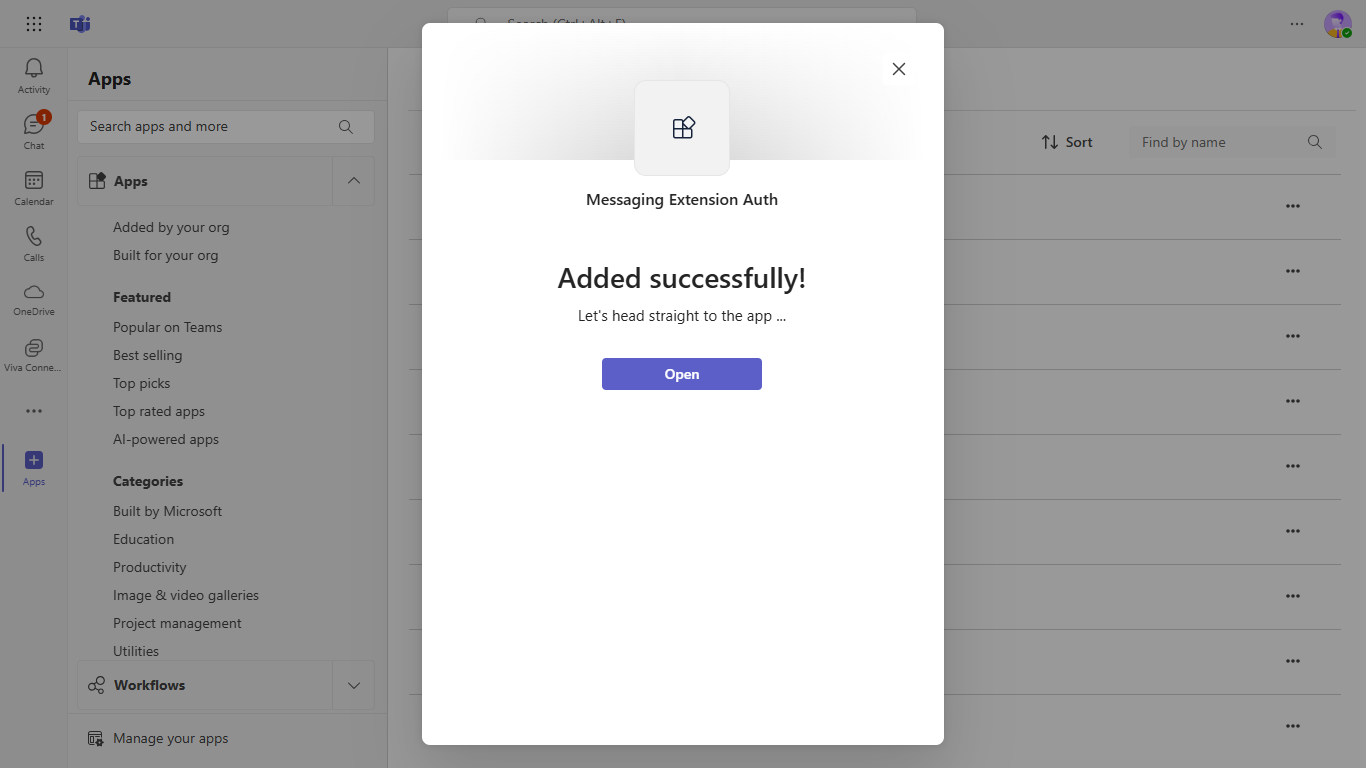 Search (Ctrl+Alt+E)
Activity
1
Chat
Calendar
Calls
OneDrive
Viva Conne...
Apps
Apps
Search apps and more
Apps
Added by your org
Built for your org
Featured
Popular on Teams
Best selling
Top picks
Top rated apps
AI-powered apps
Categories
Built by Microsoft
Education
Productivity
Image & video galleries
Project management
Utilities
Workflows
Manage your apps
Messaging Extension Auth
Added successfully!
Let's head straight to the app ...
Open
Sort
Find by name